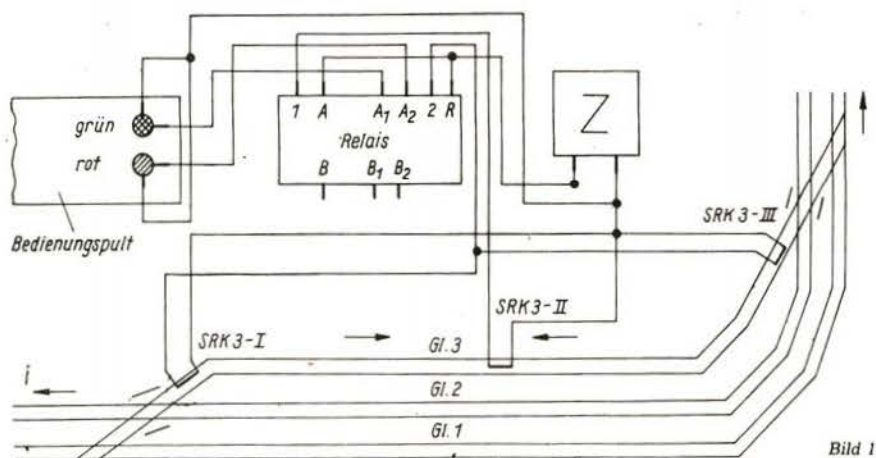 grün
rot
Bedienungspult
1 A A₁ A₂ 2 R
Relais
B B₁ B₂
Z
SRK 3-III
SRK 3-II
SRK 3-I
Gl. 3
i
Gl. 2
Gl. 1
Bild 1